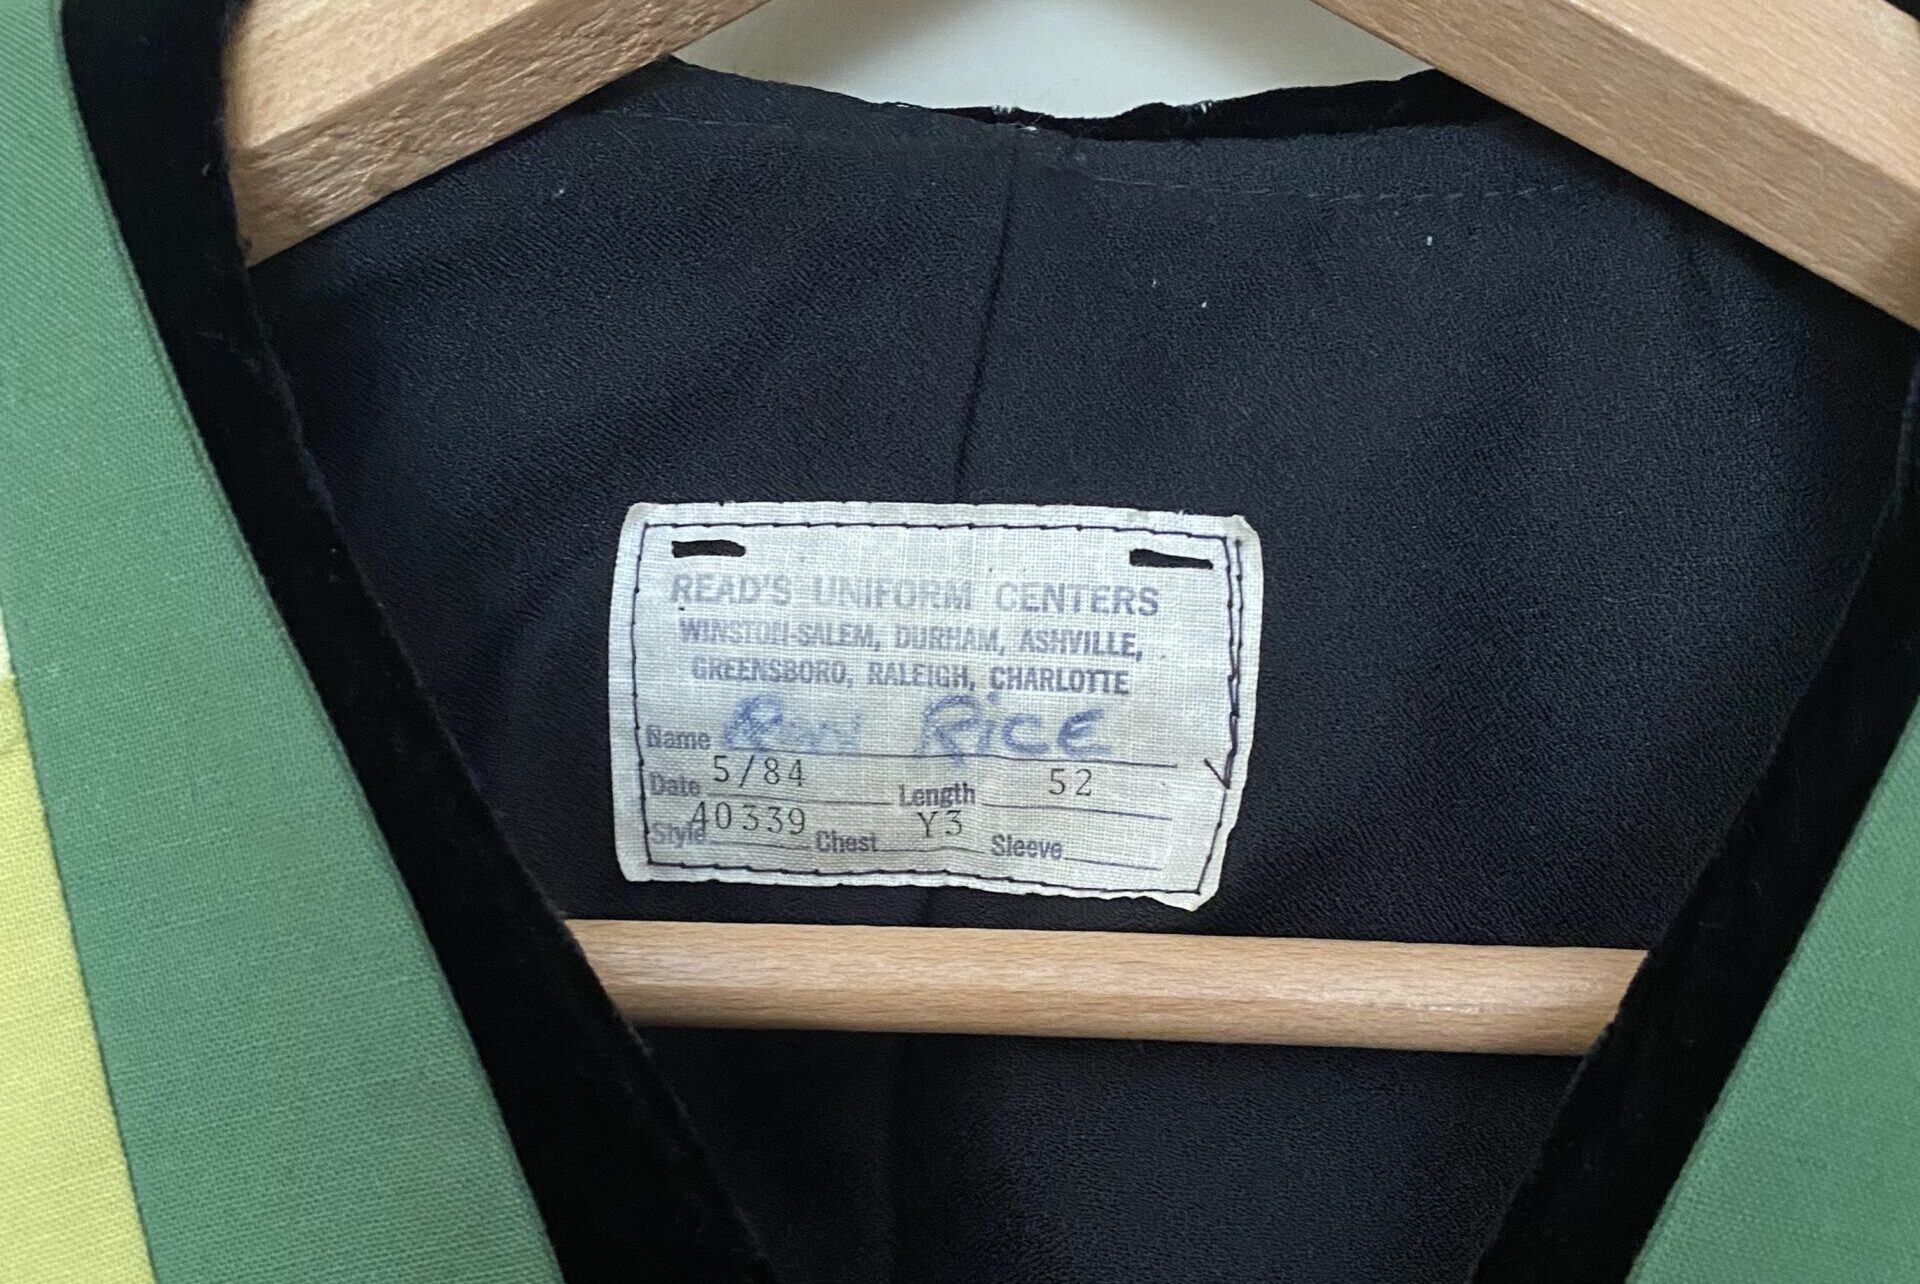 READ'S UNIFORM CENTERS
WINSTON-SALEM, DURHAM, ASHVILLE,
GREENSBORO, RALEIGH, CHARLOTTE
Name Rice
Date 5/84 Length 52
Style 40339 Chest Y3 Sleeve